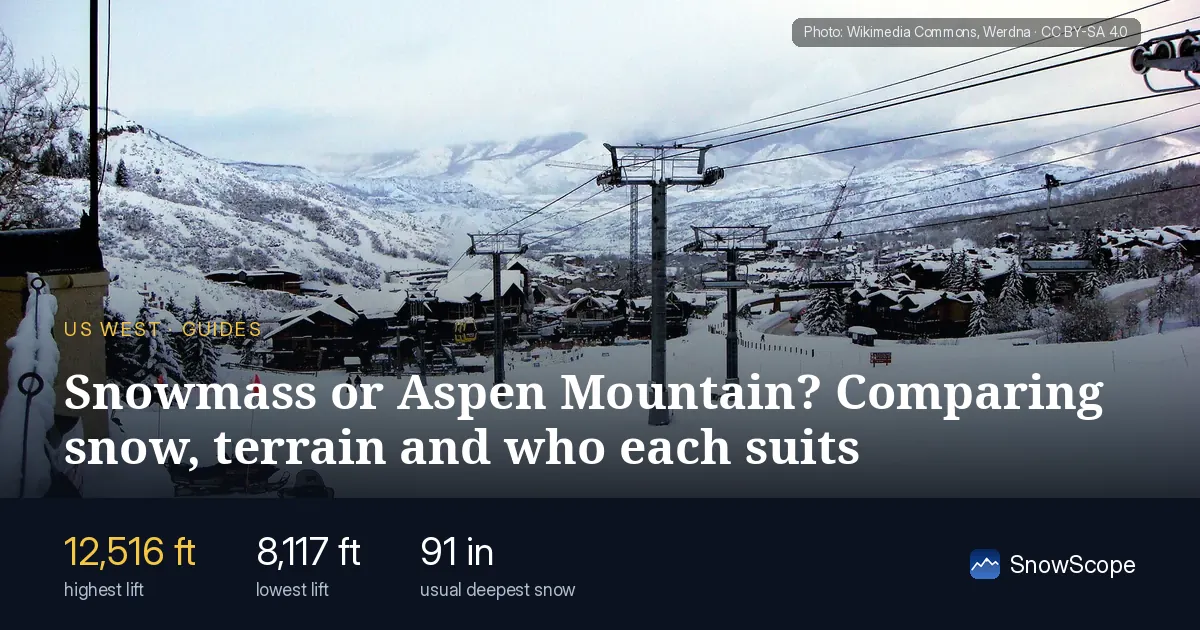 Photo: Wikimedia Commons, Werdna · CC BY-SA 4.0
US WEST · GUIDES
Snowmass or Aspen Mountain? Comparing
snow, terrain and who each suits
12,516 ft
highest lift
8,117 ft
lowest lift
91 in
usual deepest snow
SnowScope